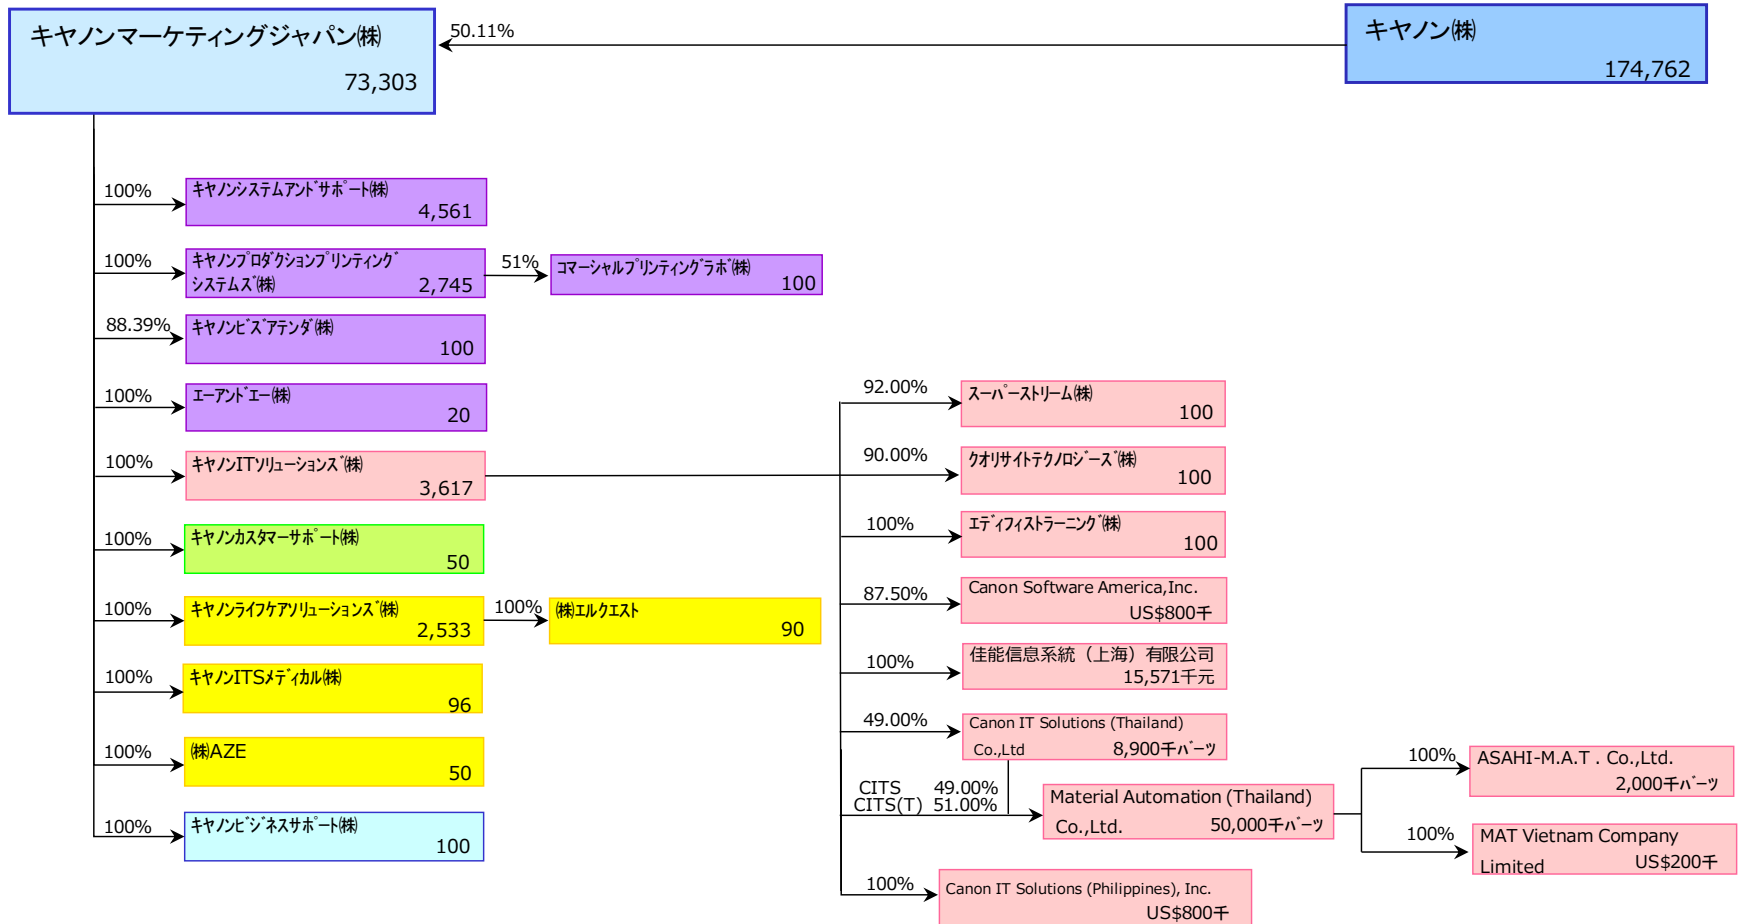 キヤノンマーケティングジャパン㈱
73,303
50.11%
キヤノン㈱
174,762
100%
ｷﾔﾉﾝｼｽﾃﾑｱﾝﾄﾞｻﾎﾟｰﾄ㈱
4,561
100%
ｷﾔﾉﾝﾌﾟﾛﾀﾞｸｼｮﾝﾌﾟﾘﾝﾃｨﾝｸﾞ
ｼｽﾃﾑｽﾞ㈱ 2,745
51%
ｺﾏｰｼｬﾙﾌﾟﾘﾝﾃｨﾝｸﾞﾗﾎﾞ㈱
100
88.39%
ｷﾔﾉﾝﾋﾞｽﾞｱﾃﾝﾀﾞ㈱
100
100%
ｴｰｱﾝﾄﾞｴｰ㈱
20
100%
ｷﾔﾉﾝITｿﾘｭｰｼｮﾝｽﾞ㈱
3,617
100%
ｷﾔﾉﾝｶｽﾀﾏｰｻﾎﾟｰﾄ㈱
50
100%
ｷﾔﾉﾝﾗｲﾌｹｱｿﾘｭｰｼｮﾝｽﾞ㈱
2,533
100%
㈱ｴﾙｸｴｽﾄ
90
100%
ｷﾔﾉﾝITSﾒﾃﾞｨｶﾙ㈱
96
100%
㈱AZE
50
100%
ｷﾔﾉﾝﾋﾞｼﾞﾈｽｻﾎﾟｰﾄ㈱
100
92.00%
ｽｰﾊﾟｰｽﾄﾘｰﾑ㈱
100
90.00%
ｸｵﾘｻｲﾄﾃｸﾉﾛｼﾞｰｽﾞ㈱
100
100%
ｴﾃﾞｨﾌｨｽﾄﾗｰﾆﾝｸﾞ㈱
100
87.50%
Canon Software America,Inc.
US$800千
100%
佳能信息系統（上海）有限公司
15,571千元
49.00%
Canon IT Solutions (Thailand)
Co.,Ltd 8,900千ﾊﾞｰﾂ
CITS 49.00%
CITS(T) 51.00%
Material Automation (Thailand)
Co.,Ltd. 50,000千ﾊﾞｰﾂ
100%
ASAHI-M.A.T . Co.,Ltd.
2,000千ﾊﾞｰﾂ
100%
MAT Vietnam Company
Limited US$200千
100%
Canon IT Solutions (Philippines), Inc.
US$800千